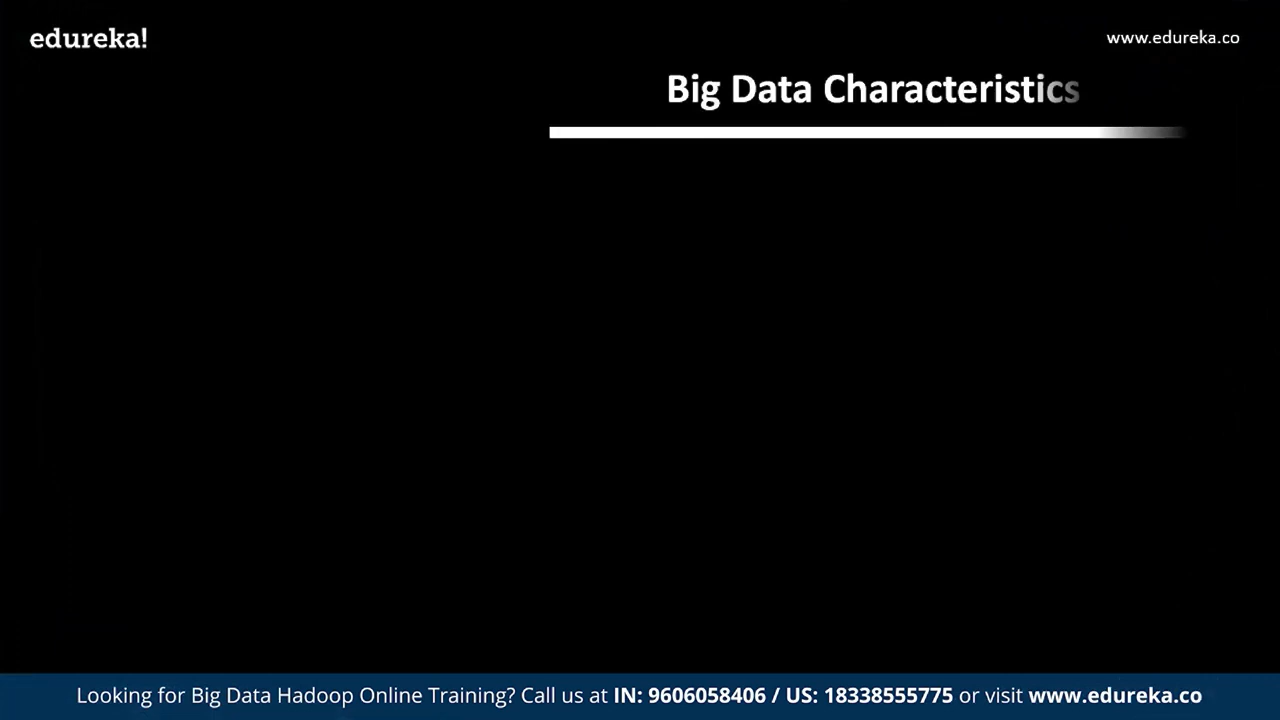 edureka!
www.edureka.co
Big Data Characteristics
Looking for Big Data Hadoop Online Training? Call us at IN: 9606058406 / US: 18338555775 or visit www.edureka.co